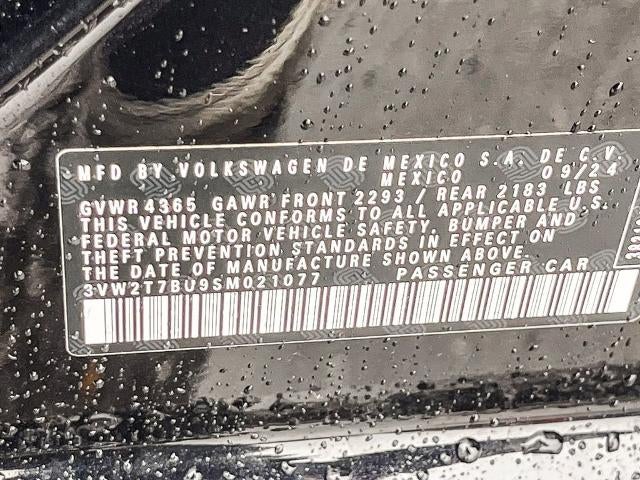 MFD BY VOLKSWAGEN DE MEXICO S.A. DE C.V.
MEXICO 09/24
GVWR 4365 GAWR FRONT 2293 / REAR 2183 LBS
THIS VEHICLE CONFORMS TO ALL APPLICABLE U.S.
FEDERAL MOTOR VEHICLE SAFETY, BUMPER AND
THEFT PREVENTION STANDARDS IN EFFECT ON
THE DATE OF MANUFACTURE SHOWN ABOVE.
3VW2T7BU9SM021077 PASSENGER CAR